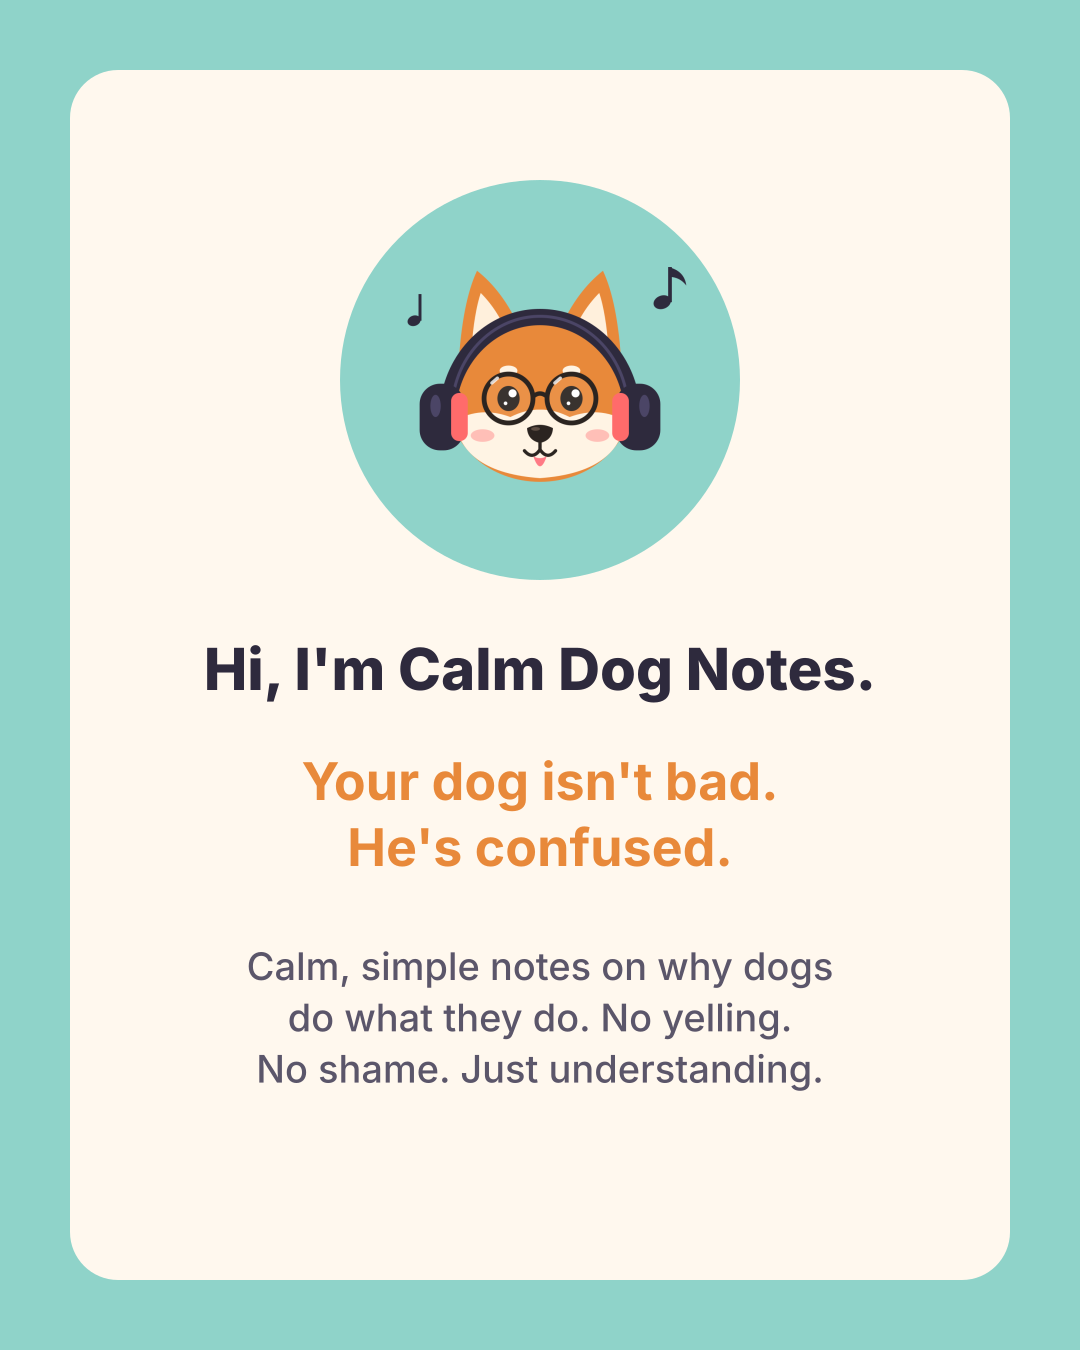 Hi, I'm Calm Dog Notes.
Your dog isn't bad.
He's confused.
Calm, simple notes on why dogs
do what they do. No yelling.
No shame. Just understanding.